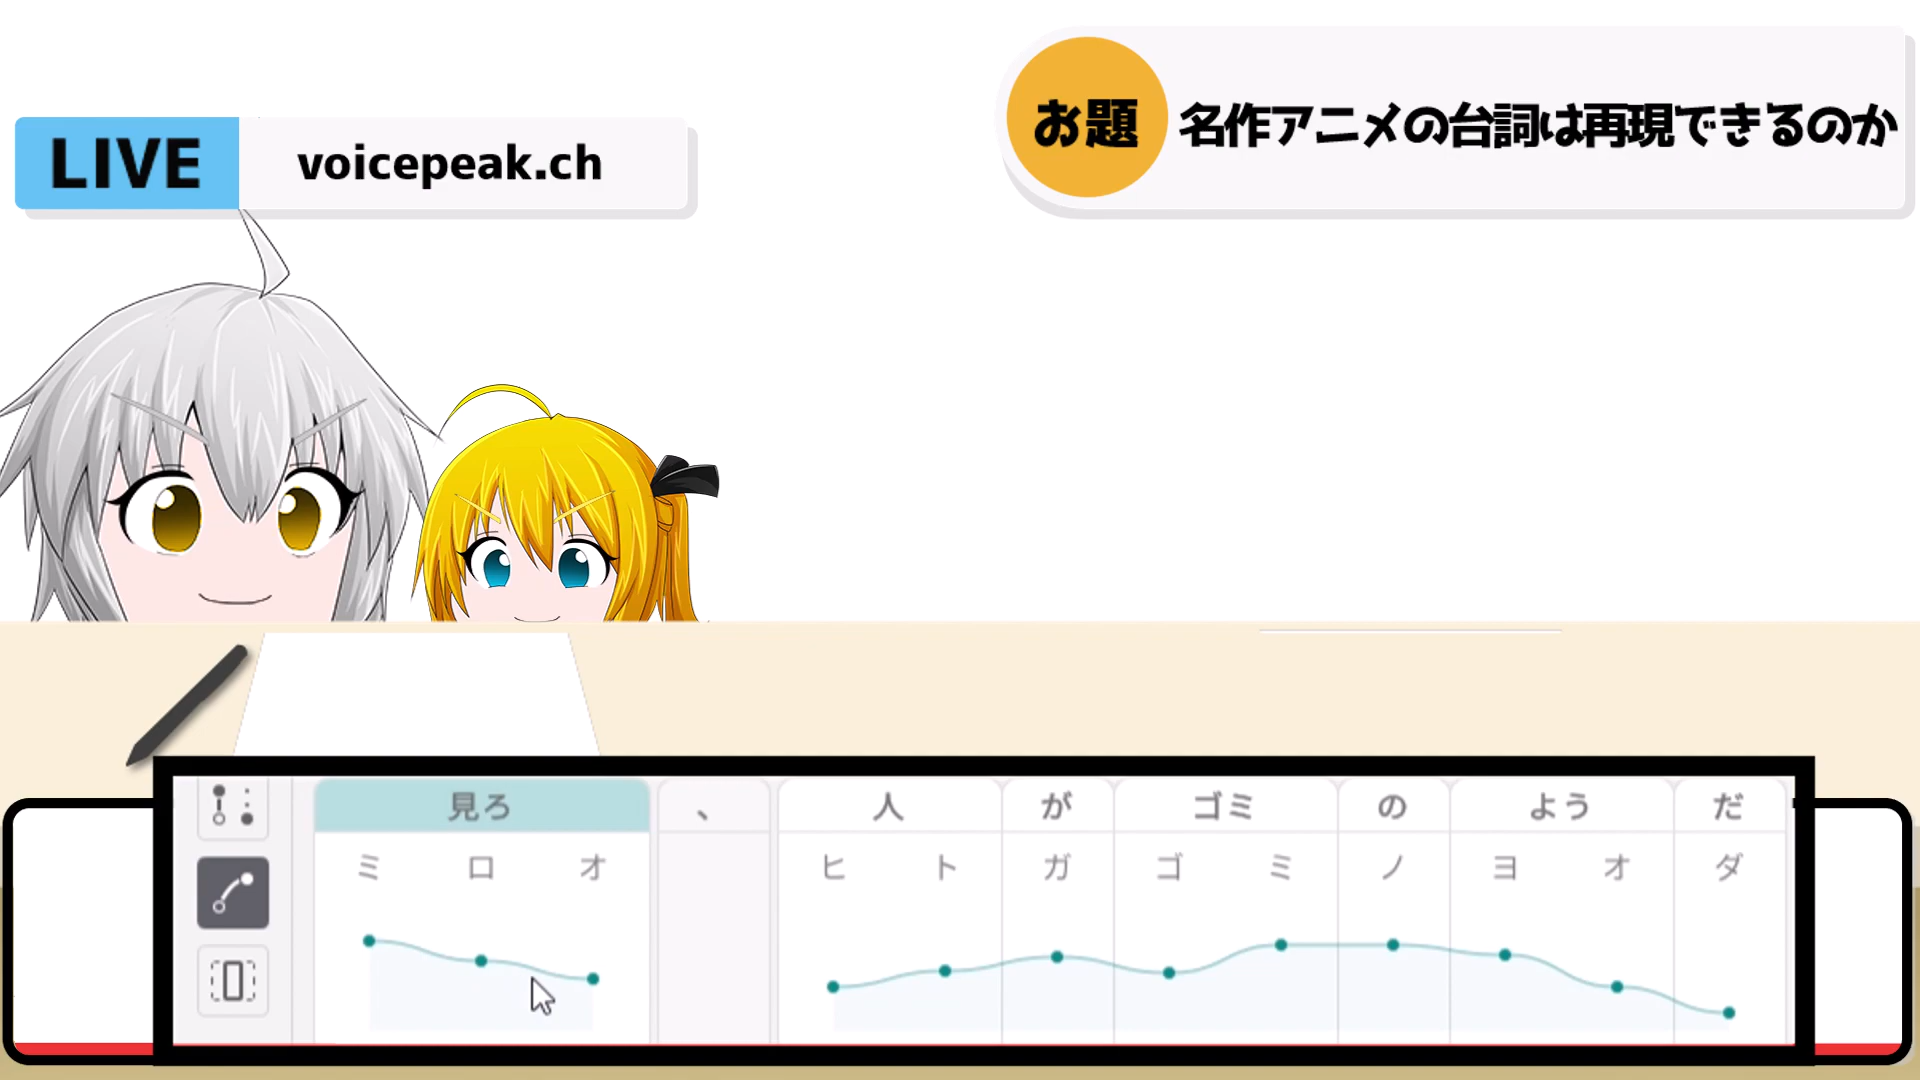 お題 名作アニメの台詞は再現できるのか
LIVE voicepeak.ch
見ろ 、 人 が ゴミ の よう だ
ミ ロ オ ヒ ト ガ ゴ ミ ノ ヨ オ ダ